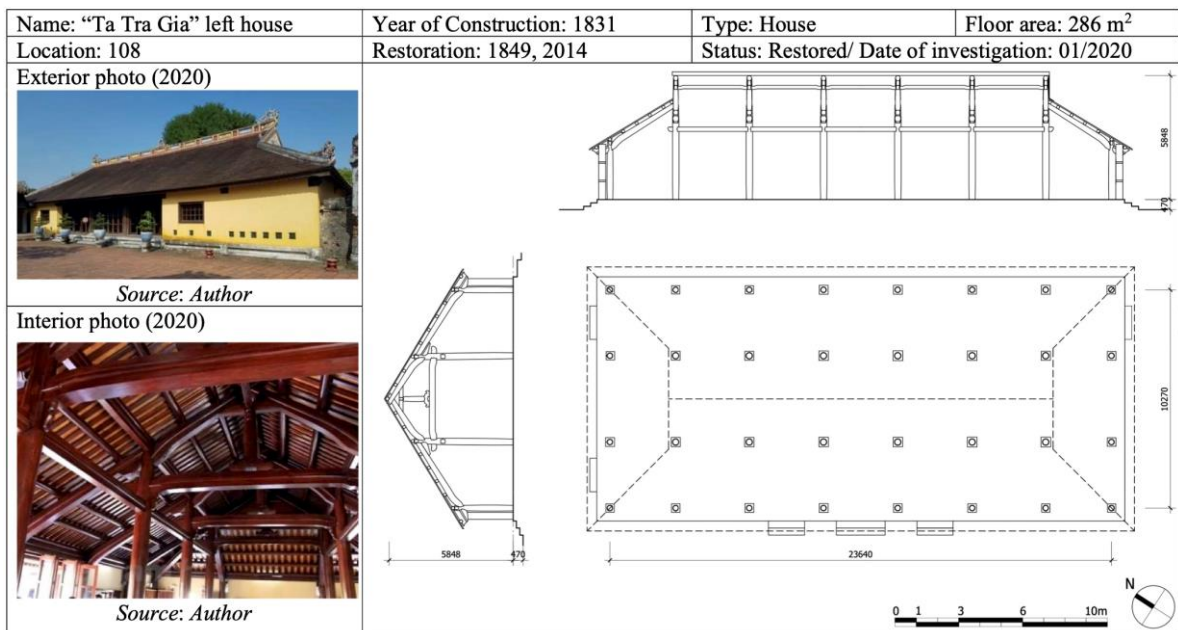 Name: “Ta Tra Gia” left house
Year of Construction: 1831
Type: House
Floor area: 286 m²
Location: 108
Restoration: 1849, 2014
Status: Restored/ Date of investigation: 01/2020
Exterior photo (2020)
Source: Author
Interior photo (2020)
Source: Author
5848
470
10270
5848
470
23640
N
0 1 3 6 10m